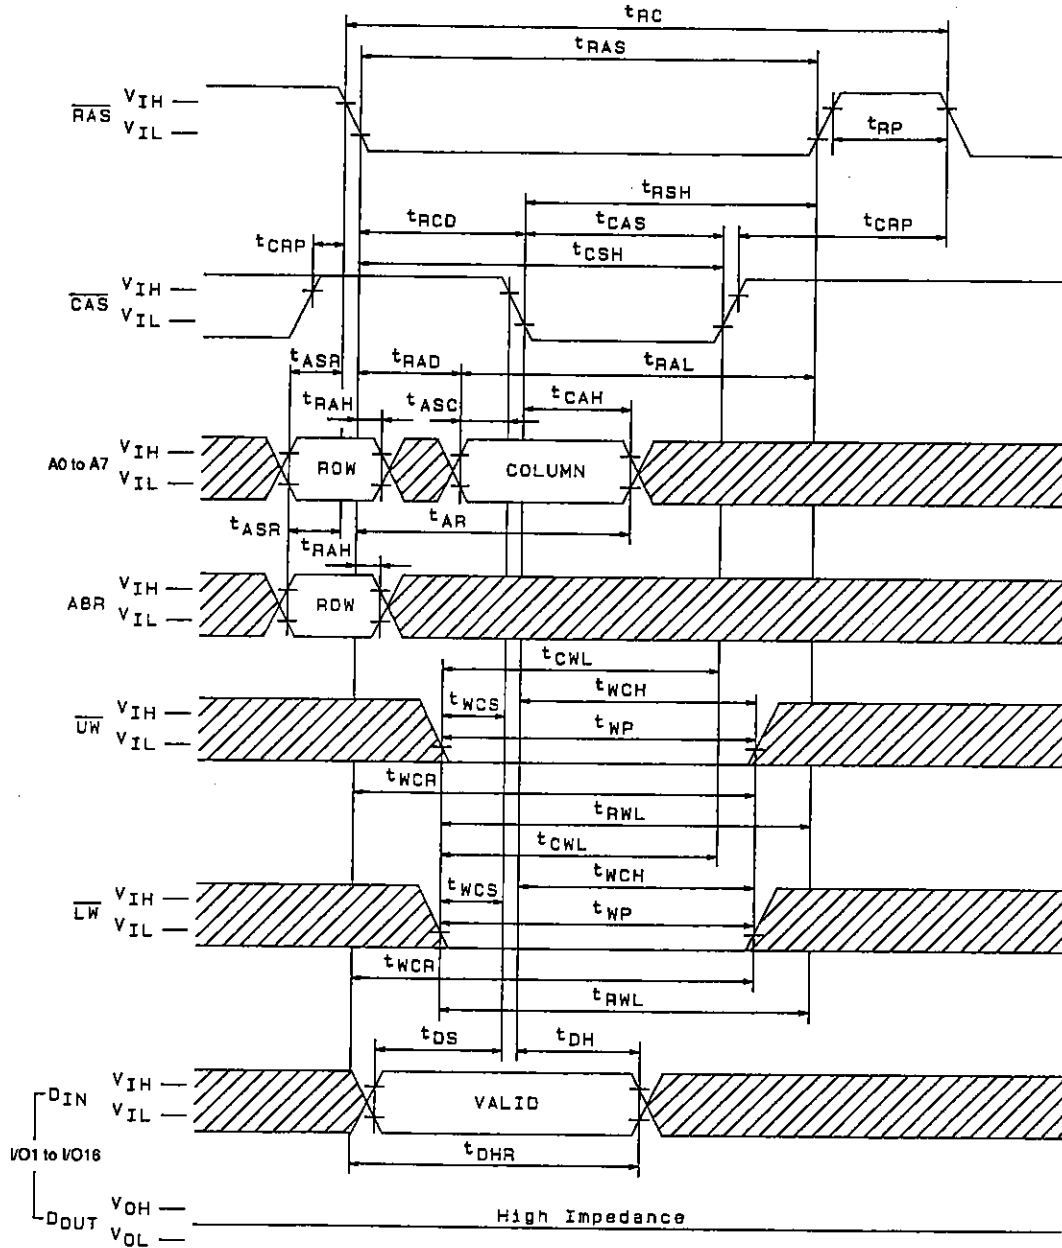 tRC
tRAS
RAS VIH
VIL
tRP
tRSH
tRCD tCAS tCRP
tCRP
tCSH
CAS VIH
VIL
tASR tRAD tRAL
tRAH tASC tCAH
A0 to A7 VIH
VIL
ROW COLUMN
tASR tAR
tRAH
A8R VIH
VIL
ROW
tCWL
tWCS tWCH
UW VIH
VIL
tWP
tWCR
tRWL
tCWL
tWCS tWCH
LW VIH
VIL
tWP
tWCR
tRWL
tDS tDH
DIN VIH
VIL
VALID
I/O1 to I/O16
tDHR
DOUT VOH
VOL
High Impedance